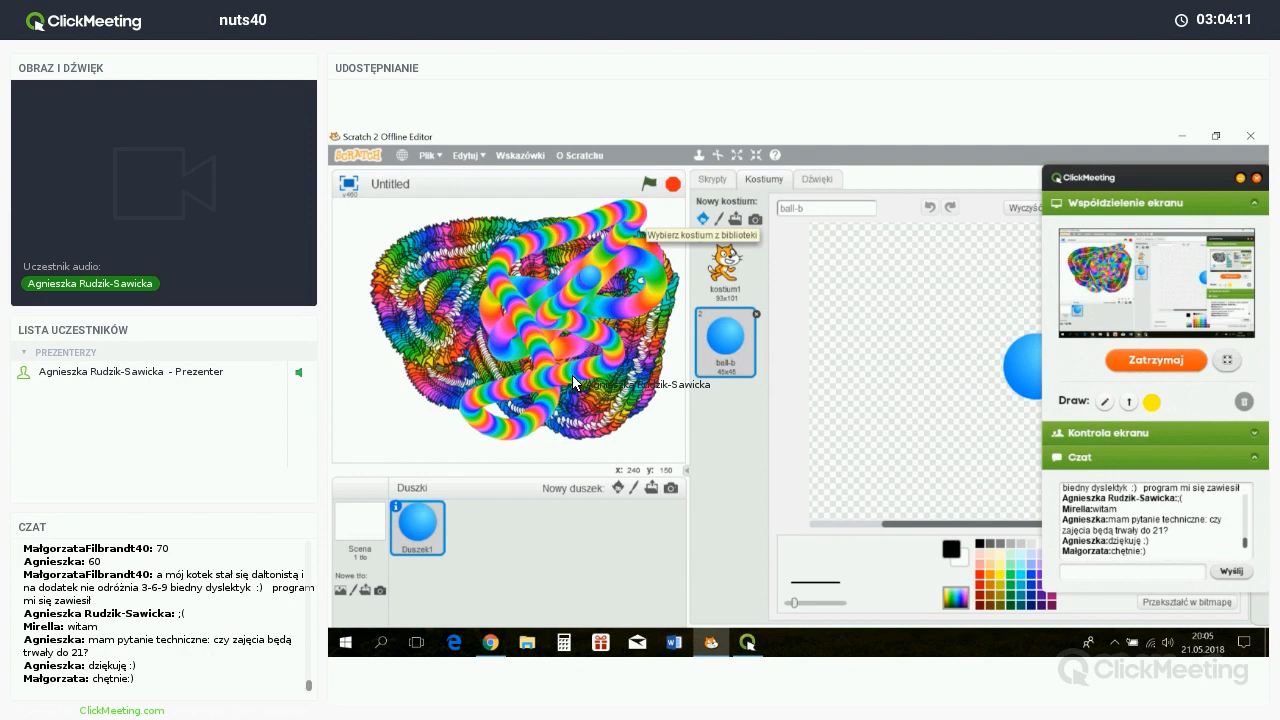 ClickMeeting
nuts40
03:04:11
OBRAZ I DŹWIĘK
Uczestnik audio:
Agnieszka Rudzik-Sawicka
LISTA UCZESTNIKÓW
PREZENTERZY
Agnieszka Rudzik-Sawicka - Prezenter
CZAT
MałgorzataFilbrandt40: 70
Agnieszka: 60
MałgorzataFilbrandt40: a mój kotek stał się daltonistą i
na dodatek nie odróżnia 3-6-9 biedny dyslektyk :) program
mi się zawiesił
Agnieszka Rudzik-Sawicka: ;(
Mirella: witam
Agnieszka: mam pytanie techniczne: czy zajęcia będą
trwały do 21?
Agnieszka: dziękuję :)
Małgorzata: chętnie:)
ClickMeeting.com
UDOSTĘPNIANIE
Scratch 2 Offline Editor
SCRATCH
Plik
Edytuj
Wskazówki
O Scratchu
Untitled
v460
Skrypty
Kostiumy
Dźwięki
Nowy kostium:
ball-b
Wyczyść
Wybierz kostium z biblioteki
kostium1
93x101
2
ball-b
45x45
Agnieszka Rudzik-Sawicka
x: 240 y: 150
Duszki
Nowy duszek:
Scena
1 tło
Nowe tło:
Duszek1
Przekształć w bitmapę
ClickMeeting
Współdzielenie ekranu
Zatrzymaj
Draw:
Kontrola ekranu
Czat
biedny dyslektyk :) program mi się zawiesił
Agnieszka Rudzik-Sawicka:;(
Mirella:witam
Agnieszka:mam pytanie techniczne: czy
zajęcia będą trwały do 21?
Agnieszka:dziękuję :)
Małgorzata:chętnie:)
Wyślij
20:05
21.05.2018
ClickMeeting